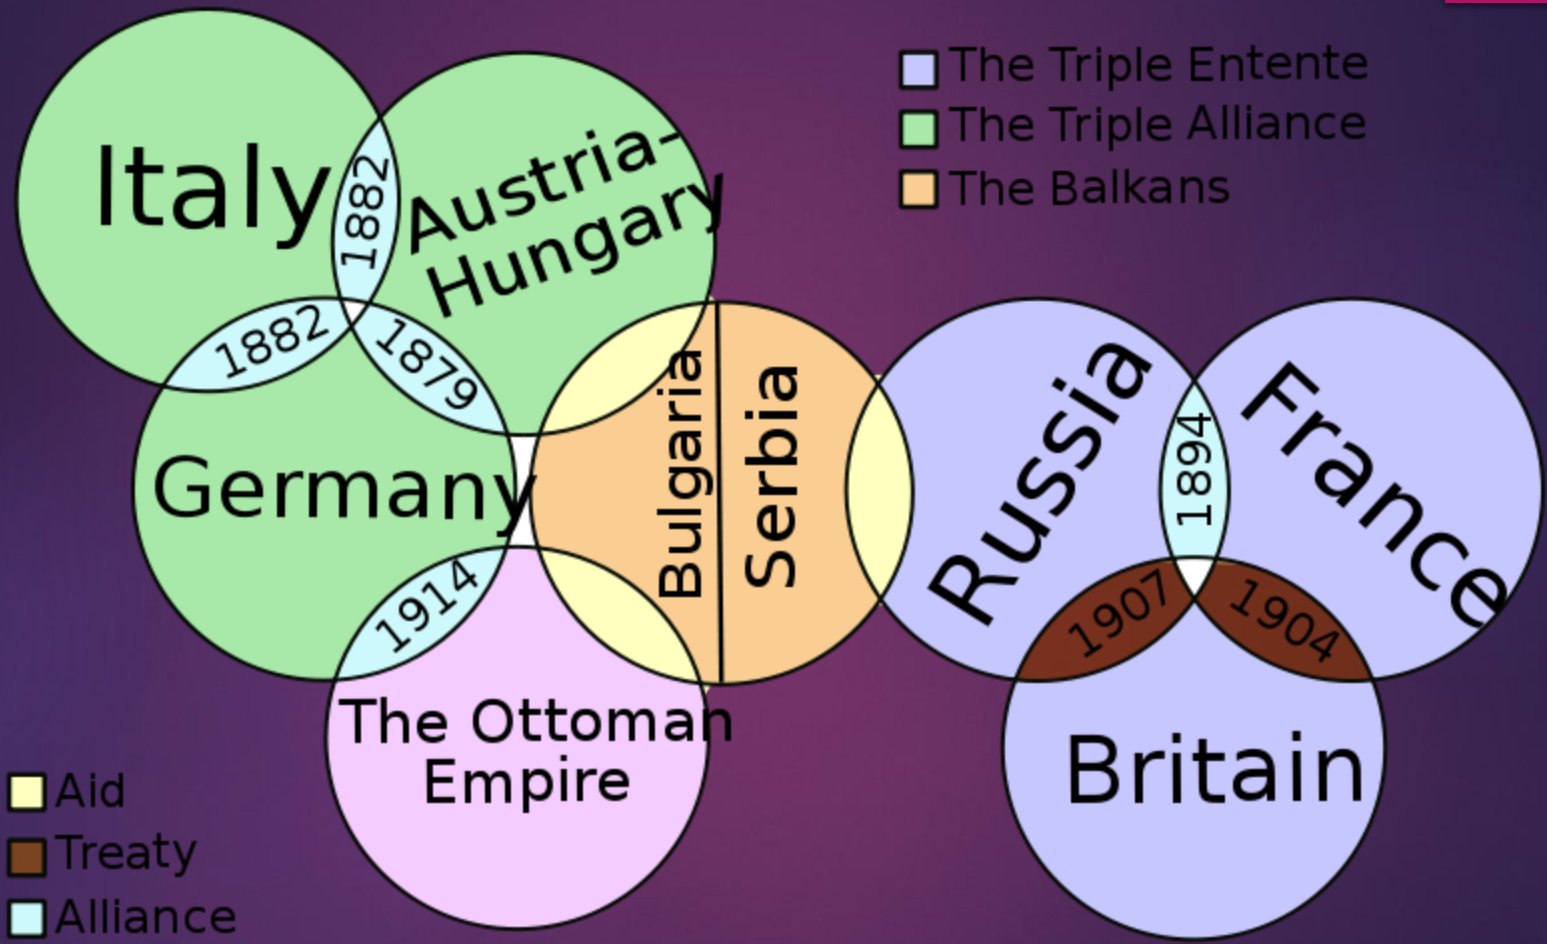 Italy
1882
Austria-
Hungary
1882
1879
Germany
1914
The Ottoman
Empire
Bulgaria
Serbia
The Triple Entente
The Triple Alliance
The Balkans
Russia
1894
France
1907
1904
Britain
Aid
Treaty
Alliance